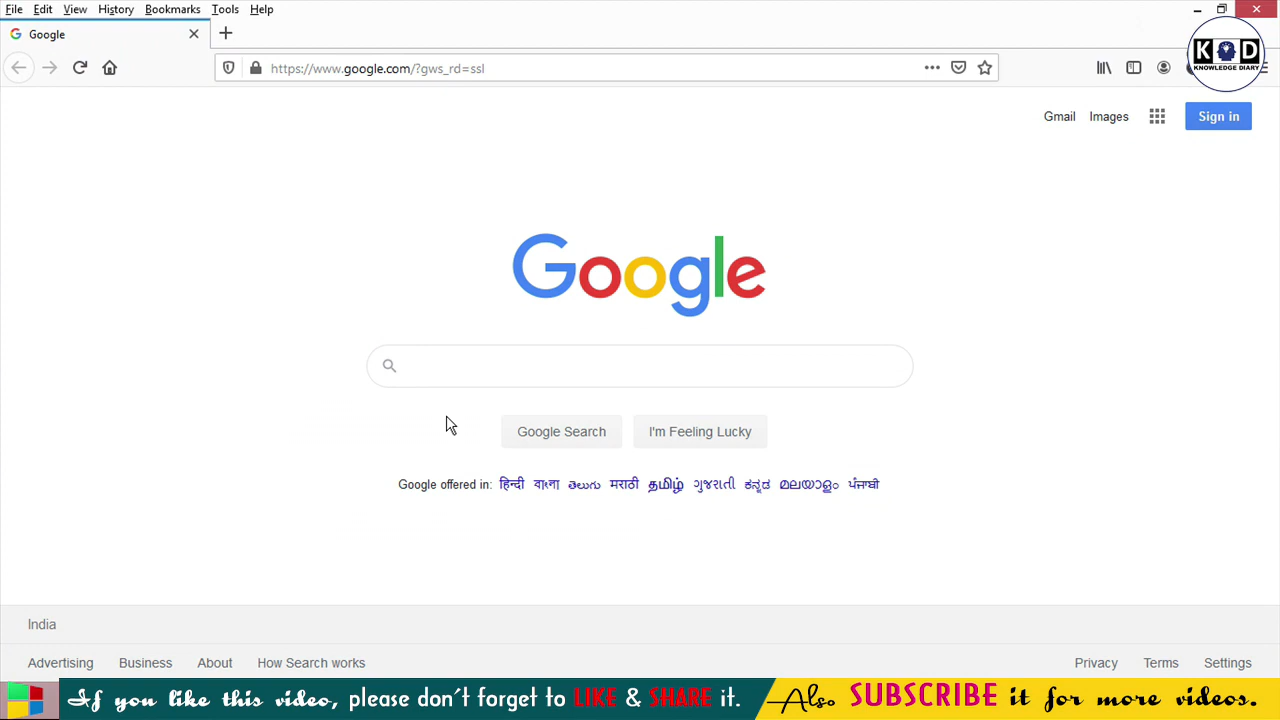 File Edit View History Bookmarks Tools Help
Google
https://www.google.com/?gws_rd=ssl
KOD
KNOWLEDGE DIARY
Gmail Images Sign in
Google
Google Search I'm Feeling Lucky
Google offered in: हिन्दी বাংলা తెలుగు मराठी தமிழ் ગુજરાતી ಕನ್ನಡ മലയാളം ਪੰਜਾਬੀ
India
Advertising Business About How Search works Privacy Terms Settings
If you like this video, please don't forget to LIKE & SHARE it. Also SUBSCRIBE it for more videos.